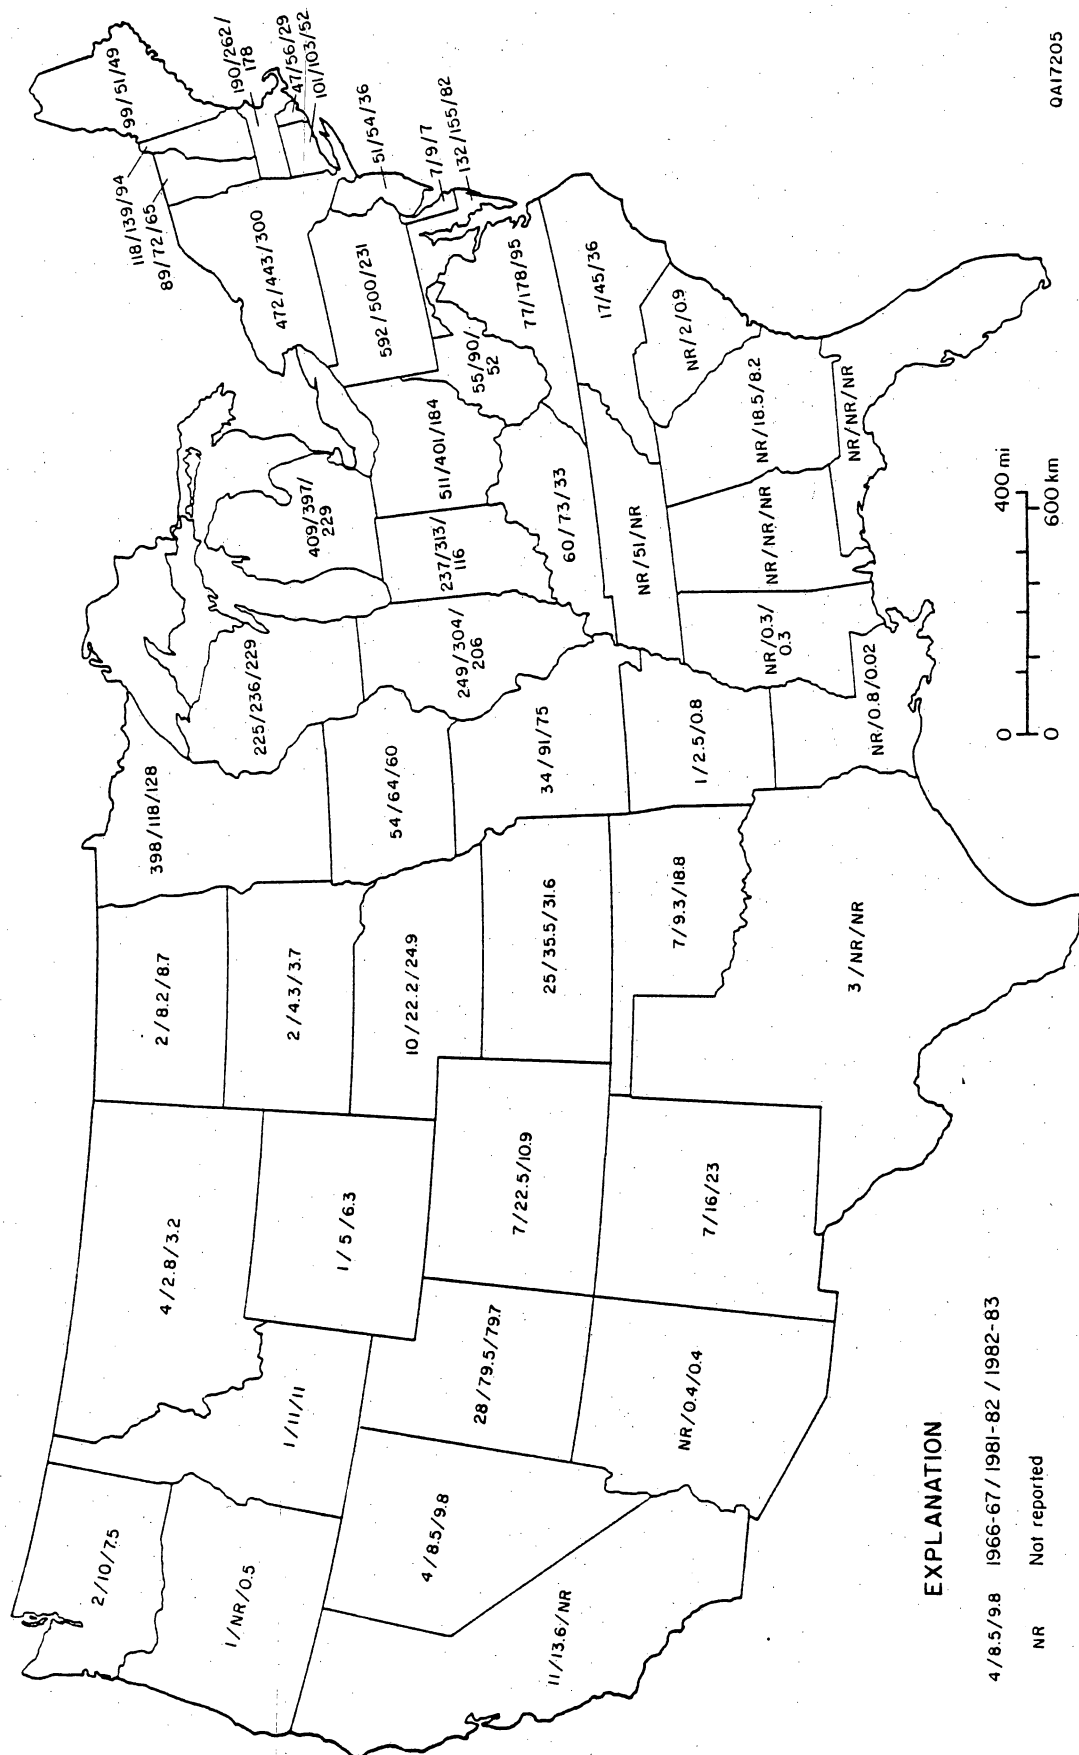 99/51/49
190/262/
178
47/56/29
101/103/52
118/139/94
89/72/65
472/443/300
51/54/36
7/9/7
132/155/82
592/500/231
77/178/95
55/90/
52
17/45/36
NR/2/0.9
NR/18.5/8.2
NR/NR/NR
NR/NR/NR
511/401/184
409/397/
229
237/313/
116
60/73/33
NR/51/NR
NR/0.3/
0.3
NR/0.8/0.02
225/236/229
249/304/
206
398/118/128
54/64/60
34/91/75
1/2.5/0.8
2/8.2/8.7
2/4.3/3.7
10/22.2/24.9
25/35.5/31.6
7/9.3/18.8
3/NR/NR
4/2.8/3.2
1/5/6.3
7/22.5/10.9
7/16/23
1/11/11
28/79.5/79.7
NR/0.4/0.4
2/10/7.5
1/NR/0.5
4/8.5/9.8
11/13.6/NR
0 400 mi
0 600 km
EXPLANATION
4/8.5/9.8 1966-67/1981-82/1982-83
NR Not reported
QA17205